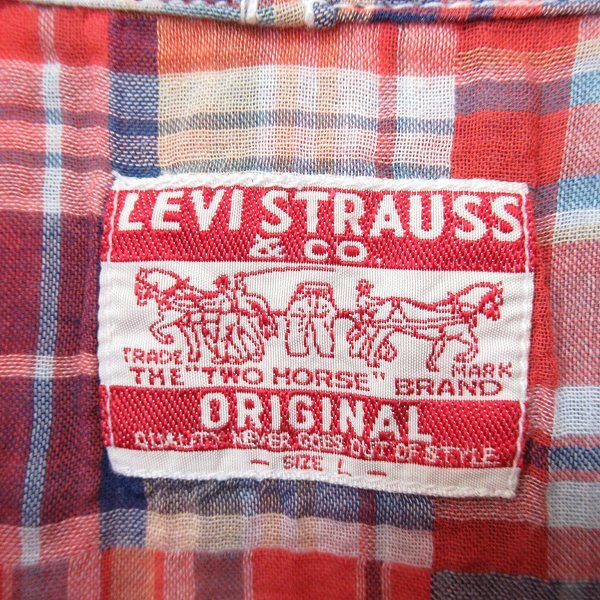 LEVI STRAUSS
& CO.
TRADE MARK
THE "TWO HORSE" BRAND
ORIGINAL
QUALITY NEVER GOES OUT OF STYLE
- SIZE L -